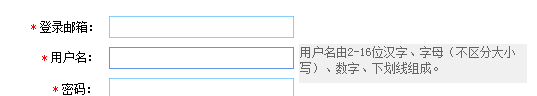 *登录邮箱：
*用户名：
用户名由2-16位汉字、字母（不区分大小
写）、数字、下划线组成。
*密码：